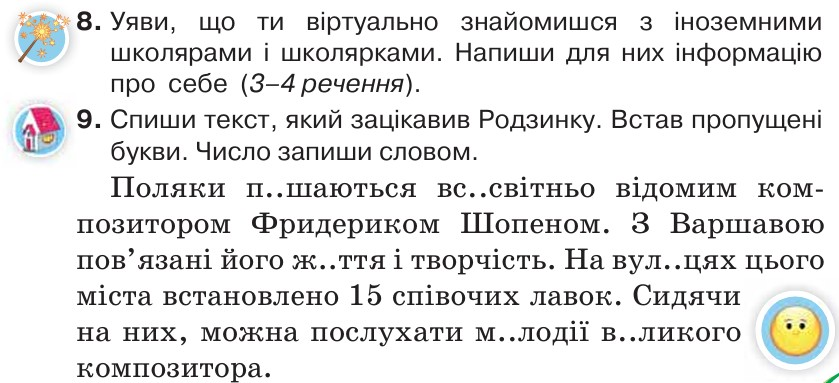 8. Уяви, що ти віртуально знайомишся з іноземними
школярами і школярками. Напиши для них інформацію
про себе (3–4 речення).
9. Спиши текст, який зацікавив Родзинку. Встав пропущені
букви. Число запиши словом.
Поляки п..шаються вс..світньо відомим ком-
позитором Фридериком Шопеном. З Варшавою
пов’язані його ж..ття і творчість. На вул..цях цього
міста встановлено 15 співочих лавок. Сидячи
на них, можна послухати м..лодії в..ликого
композитора.